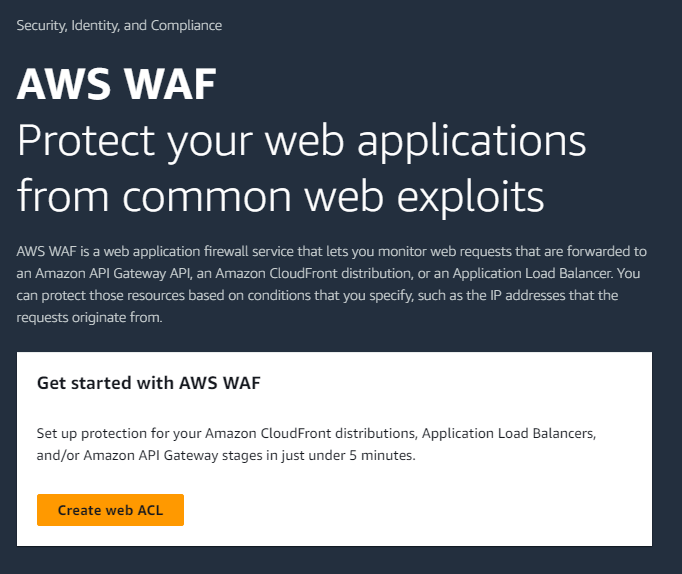 Security, Identity, and Compliance
AWS WAF
Protect your web applications
from common web exploits
AWS WAF is a web application firewall service that lets you monitor web requests that are forwarded to
an Amazon API Gateway API, an Amazon CloudFront distribution, or an Application Load Balancer. You
can protect those resources based on conditions that you specify, such as the IP addresses that the
requests originate from.
Get started with AWS WAF
Set up protection for your Amazon CloudFront distributions, Application Load Balancers,
and/or Amazon API Gateway stages in just under 5 minutes.
Create web ACL